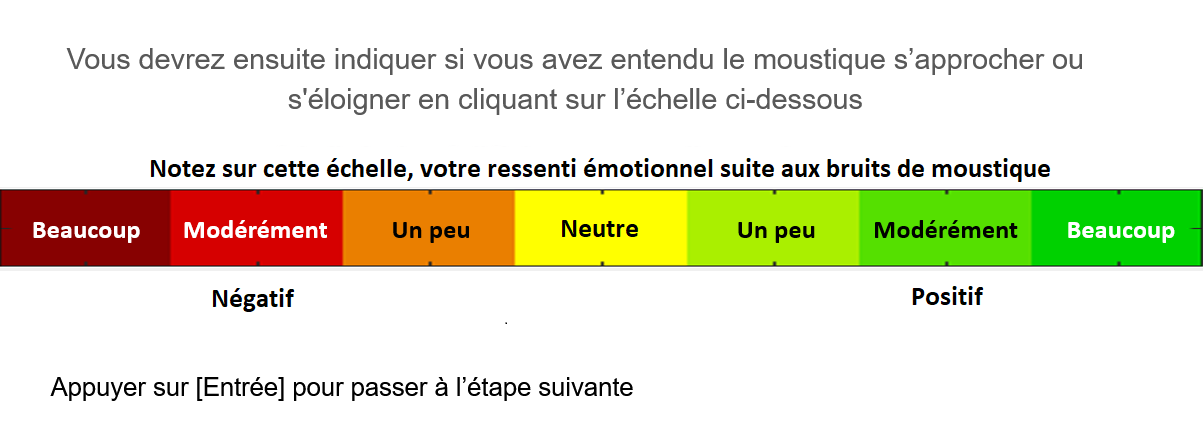 Vous devrez ensuite indiquer si vous avez entendu le moustique s’approcher ou
s'éloigner en cliquant sur l’échelle ci-dessous
Notez sur cette échelle, votre ressenti émotionnel suite aux bruits de moustique
Beaucoup Modérément Un peu Neutre Un peu Modérément Beaucoup
Négatif Positif
.
Appuyer sur [Entrée] pour passer à l’étape suivante